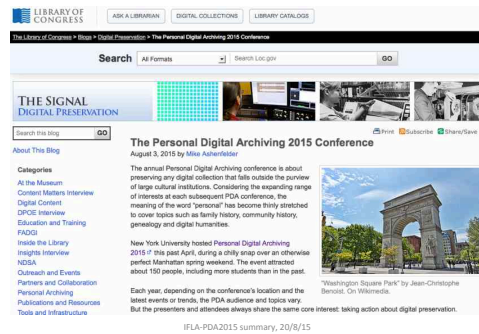 LIBRARY OF
CONGRESS
ASK A LIBRARIAN
DIGITAL COLLECTIONS
LIBRARY CATALOGS
The Library of Congress > Blogs > Digital Preservation > The Personal Digital Archiving 2015 Conference
Search
All Formats
Search Loc.gov
GO
THE SIGNAL
DIGITAL PRESERVATION
Print Subscribe Share/Save
Search this blog
GO
About This Blog
Categories
At the Museum
Content Matters Interview
Digital Content
DPOE Interview
Education and Training
FADGI
Inside the Library
Insights Interview
NDSA
Outreach and Events
Partners and Collaboration
Personal Archiving
Publications and Resources
Tools and Infrastructure
The Personal Digital Archiving 2015 Conference
August 3, 2015 by Mike Ashenfelder
The annual Personal Digital Archiving conference is about
preserving any digital collection that falls outside the purview
of large cultural institutions. Considering the expanding range
of interests at each subsequent PDA conference, the
meaning of the word "personal" has become thinly stretched
to cover topics such as family history, community history,
genealogy and digital humanities.
New York University hosted Personal Digital Archiving
2015 this past April, during a chilly snap over an otherwise
perfect Manhattan spring weekend. The event attracted
about 150 people, including more students than in the past.
Each year, depending on the conference's location and the
latest events or trends, the PDA audience and topics vary.
But the presenters and attendees always share the same core interest: taking action about digital preservation.
"Washington Square Park" by Jean-Christophe
Benoist. On Wikimedia.
IFLA-PDA2015 summary, 20/8/15